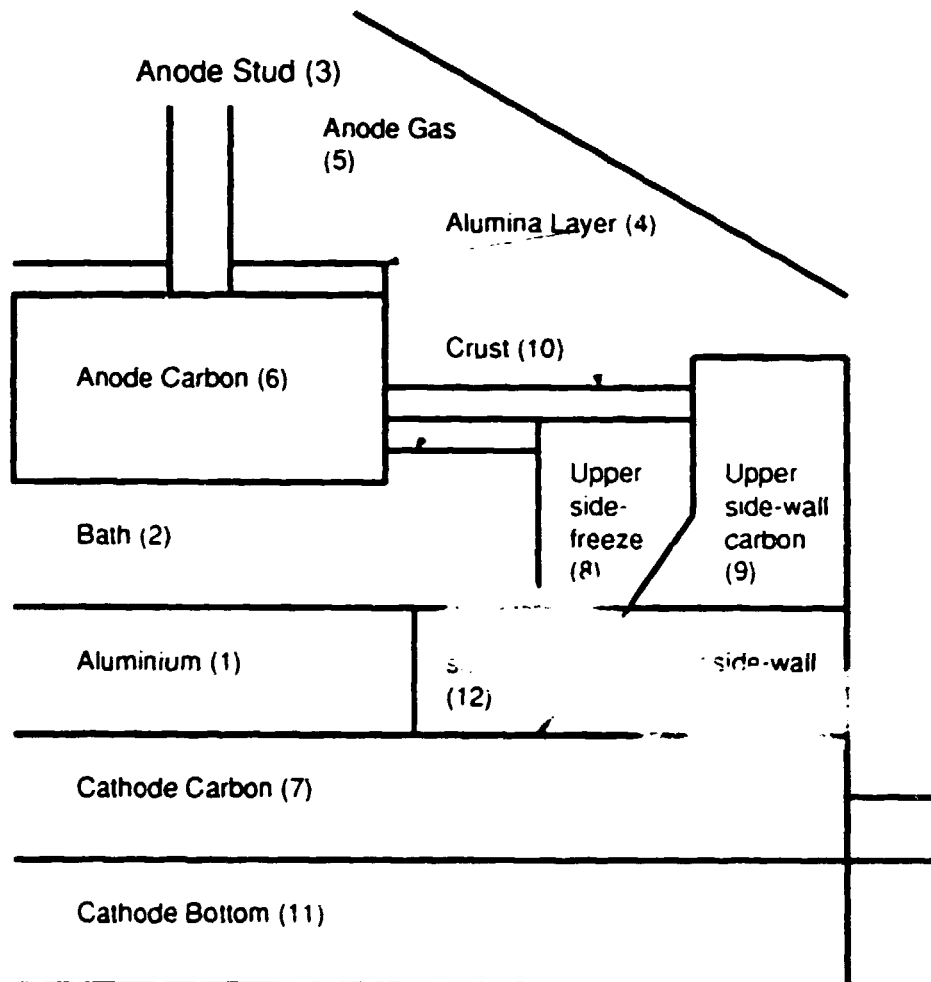 Anode Stud (3)
Anode Gas
(5)
Alumina Layer (4)
Crust (10)
Anode Carbon (6)
Upper
side-
freeze
(8)
Upper
side-wall
carbon
(9)
Bath (2)
Aluminium (1)
(12)
side-wall
Cathode Carbon (7)
Cathode Bottom (11)